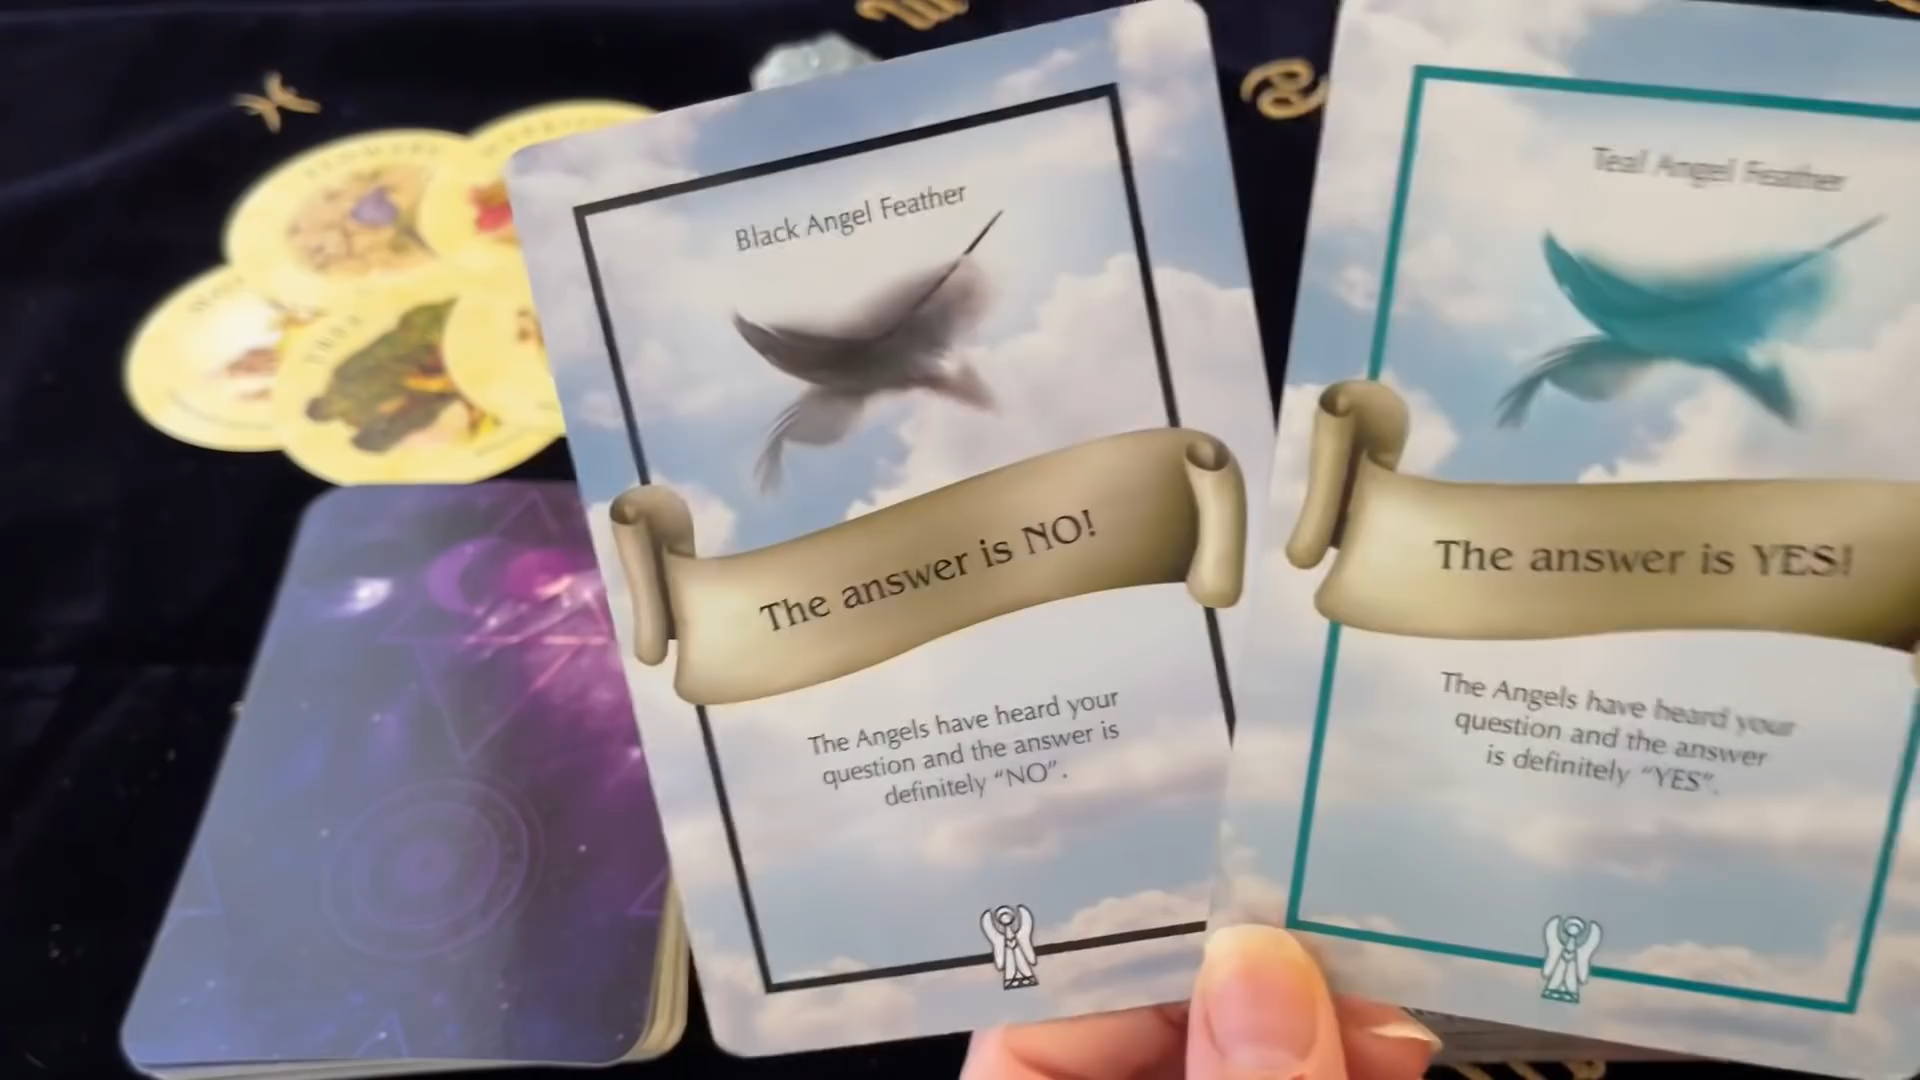 Black Angel Feather
The answer is NO!
The Angels have heard your
question and the answer is
definitely “NO”.
Teal Angel Feather
The answer is YES!
The Angels have heard your
question and the answer
is definitely “YES”.